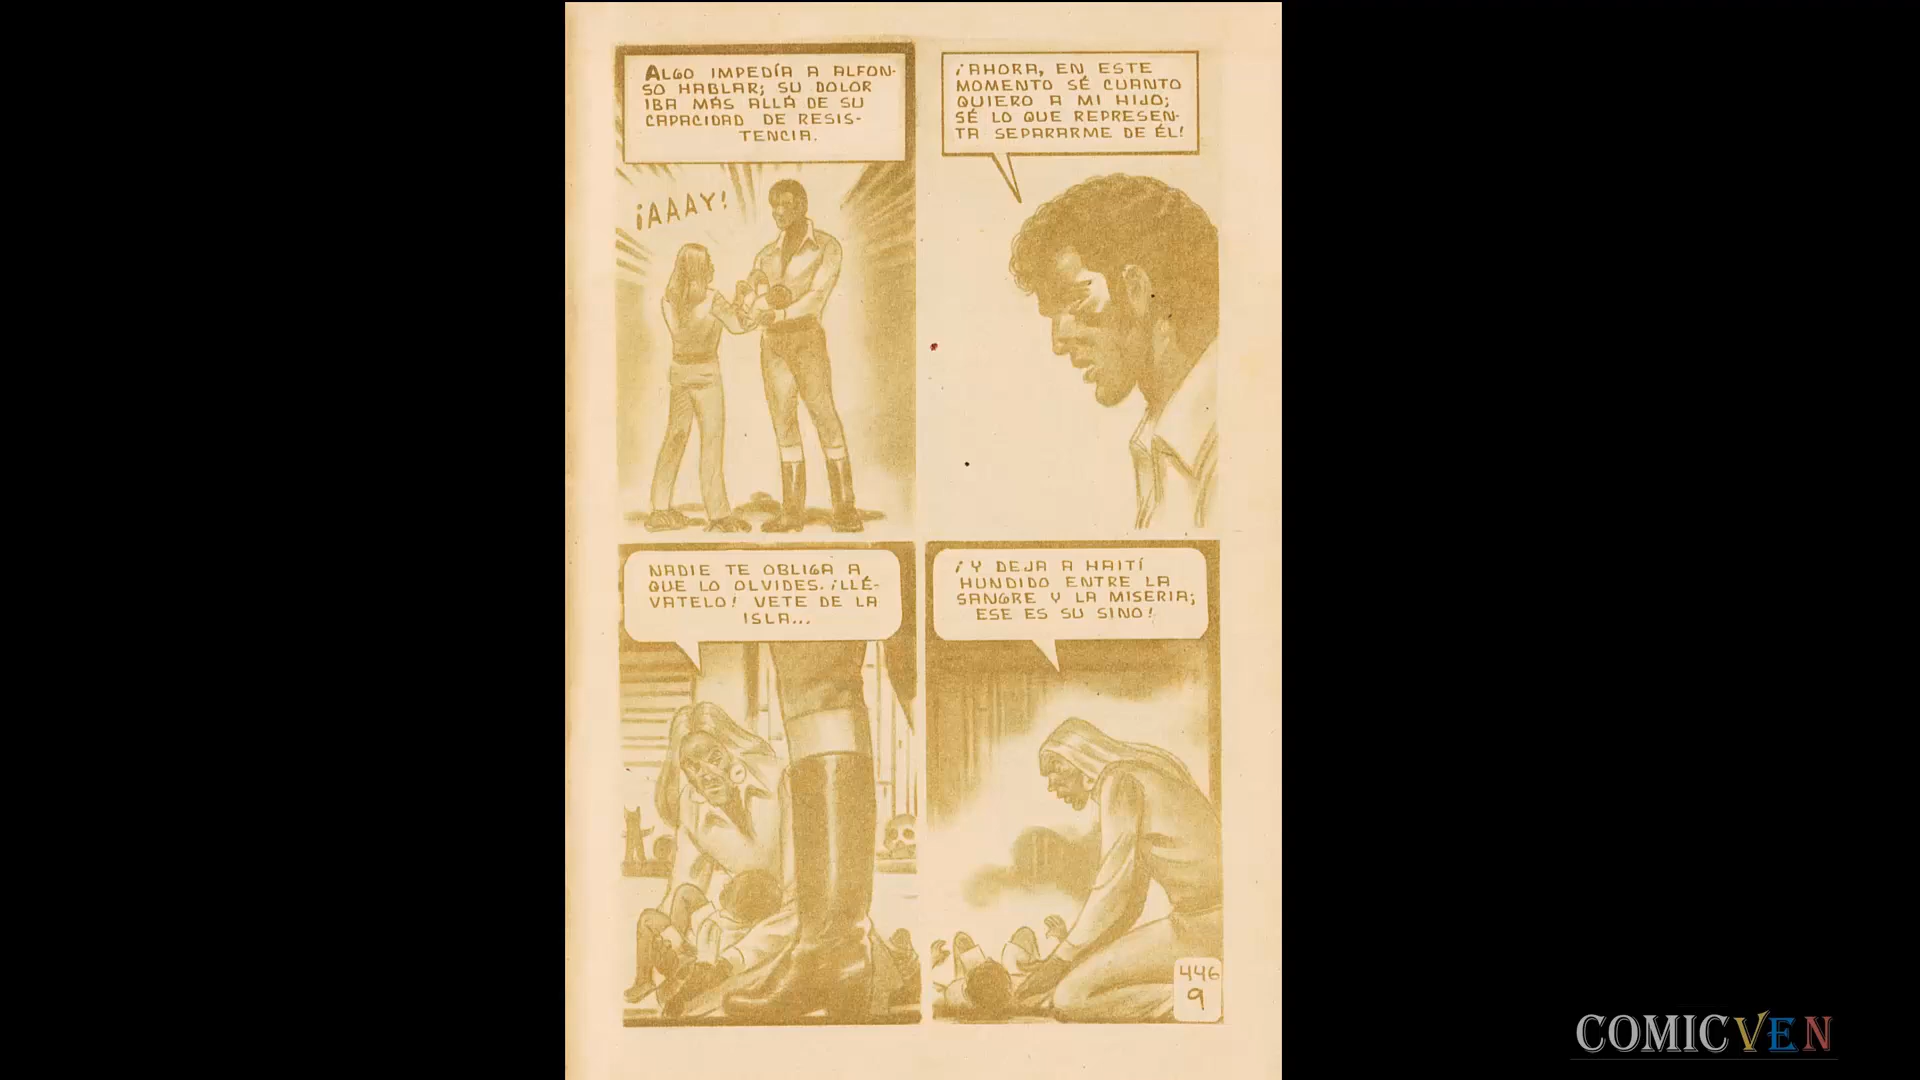 ALGO IMPEDÍA A ALFON-
SO HABLAR; SU DOLOR
IBA MÁS ALLÁ DE SU
CAPACIDAD DE RESIS-
TENCIA.
¡AAAY!
¡AHORA, EN ESTE
MOMENTO SÉ CUANTO
QUIERO A MI HIJO;
SÉ LO QUE REPRESEN-
TA SEPARARME DE ÉL!
NADIE TE OBLIGA A
QUE LO OLVIDES. ¡LLÉ-
VATELO! VETE DE LA
ISLA...
¡Y DEJA A HAITÍ
HUNDIDO ENTRE LA
SANGRE Y LA MISERIA;
ESE ES SU SINO!
446
9
COMICVEN